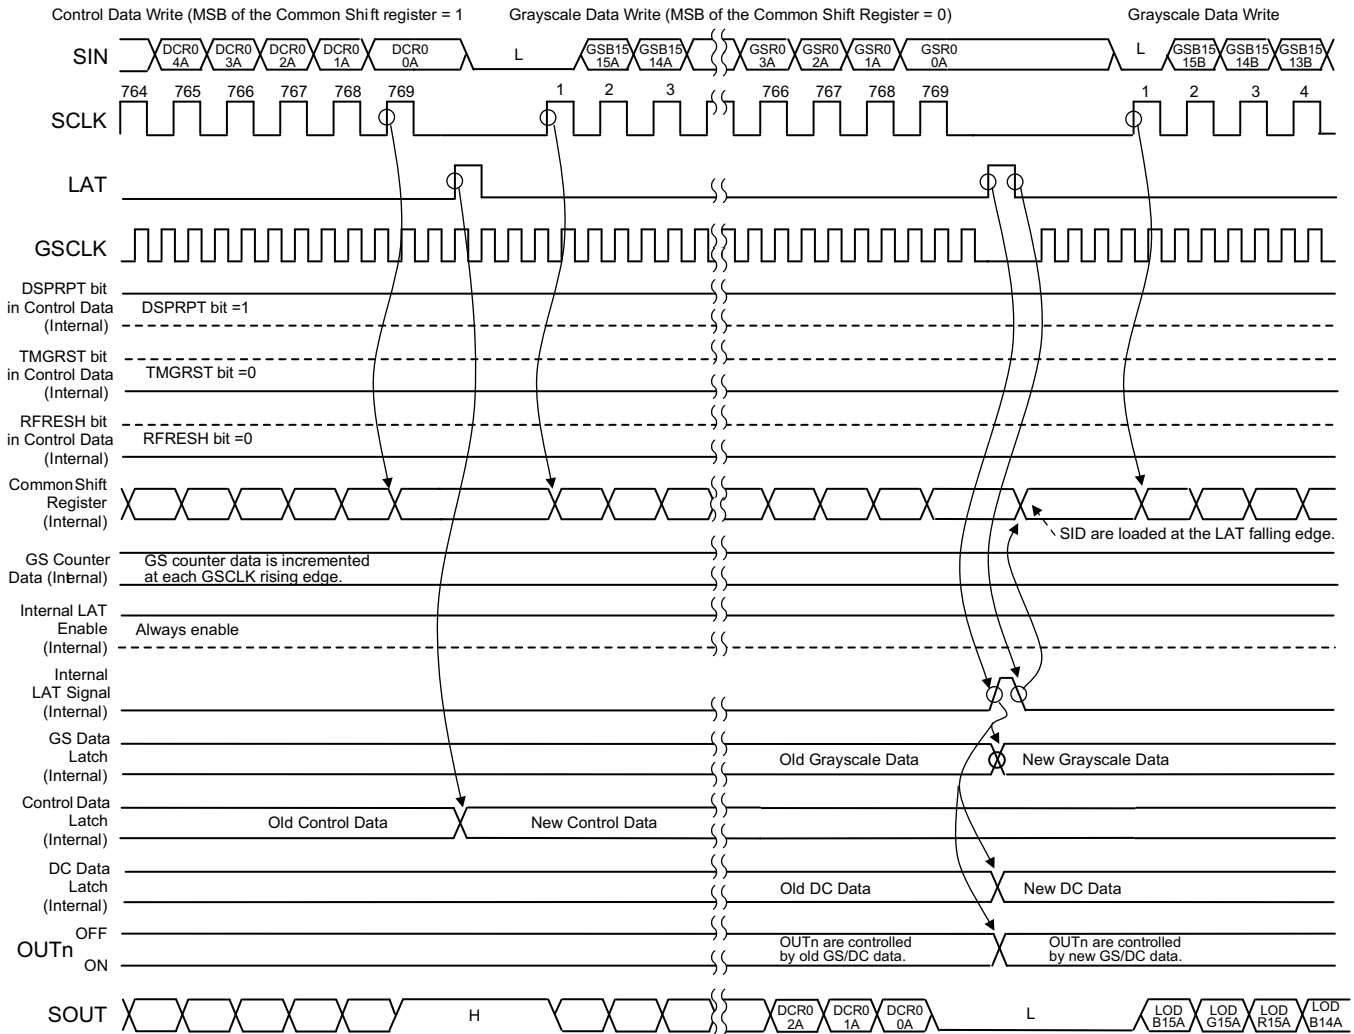 Control Data Write (MSB of the Common Shift register = 1
Grayscale Data Write (MSB of the Common Shift Register = 0)
Grayscale Data Write
SIN
DCR0 4A
DCR0 3A
DCR0 2A
DCR0 1A
DCR0 0A
L
GSB15 15A
GSB15 14A
GSR0 3A
GSR0 2A
GSR0 1A
GSR0 0A
L
GSB15 15B
GSB15 14B
GSB15 13B
764 765 766 767 768 769 1 2 3 766 767 768 769 1 2 3 4
SCLK
LAT
GSCLK
DSPRPT bit
in Control Data
(Internal)
DSPRPT bit =1
TMGRST bit
in Control Data
(Internal)
TMGRST bit =0
RFRESH bit
in Control Data
(Internal)
RFRESH bit =0
Common Shift
Register
(Internal)
SID are loaded at the LAT falling edge.
GS Counter
Data (Internal)
GS counter data is incremented
at each GSCLK rising edge.
Internal LAT
Enable
(Internal)
Always enable
Internal
LAT Signal
(Internal)
GS Data
Latch
(Internal)
Old Grayscale Data
New Grayscale Data
Control Data
Latch
(Internal)
Old Control Data
New Control Data
DC Data
Latch
(Internal)
Old DC Data
New DC Data
OUTn
OFF
ON
OUTn are controlled
by old GS/DC data.
OUTn are controlled
by new GS/DC data.
SOUT
H
DCR0 2A
DCR0 1A
DCR0 0A
L
LOD B15A
LOD G15A
LOD R15A
LOD B14A